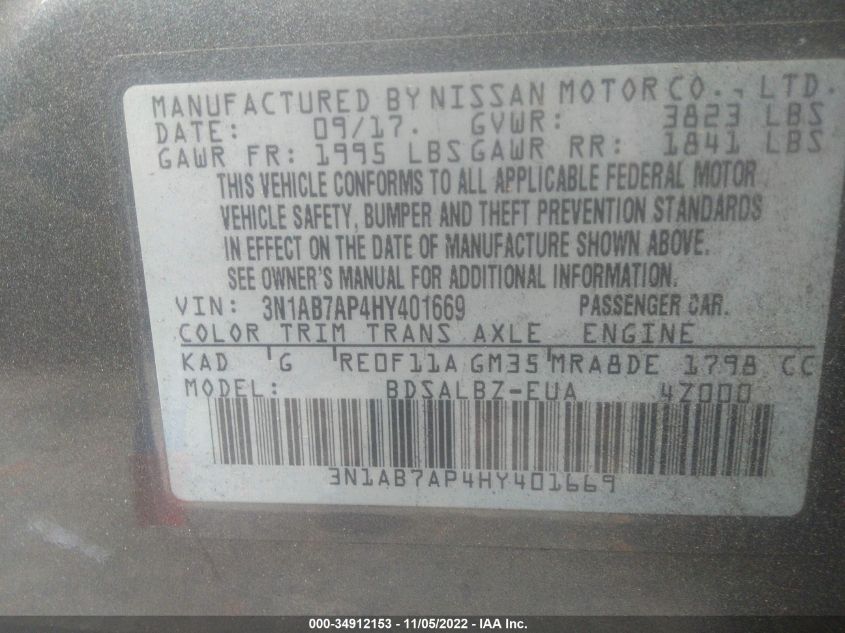 MANUFACTURED BY NISSAN MOTOR CO., LTD.
DATE: 09/17. GVWR: 3823 LBS
GAWR FR: 1995 LBS GAWR RR: 1841 LBS
THIS VEHICLE CONFORMS TO ALL APPLICABLE FEDERAL MOTOR
VEHICLE SAFETY, BUMPER AND THEFT PREVENTION STANDARDS
IN EFFECT ON THE DATE OF MANUFACTURE SHOWN ABOVE.
SEE OWNER'S MANUAL FOR ADDITIONAL INFORMATION.
VIN: 3N1AB7AP4HY401669 PASSENGER CAR.
COLOR TRIM TRANS AXLE ENGINE
KAD G RE0F11A GM35 MRA8DE 1798 CC
MODEL: BDSALBZ-EUA 4Z000
3N1AB7AP4HY401669
000-34912153 - 11/05/2022 - IAA Inc.